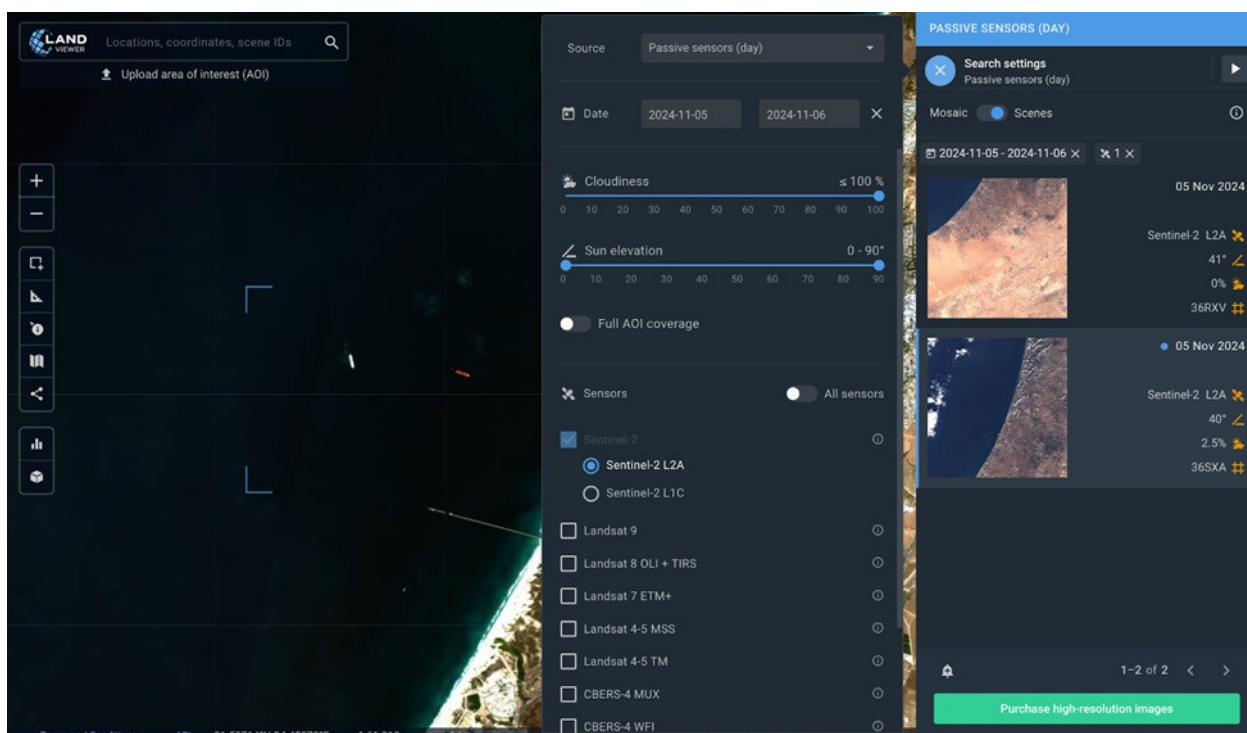 LAND
VIEWER
Locations, coordinates, scene IDs
Upload area of interest (AOI)
Source
Passive sensors (day)
Date
2024-11-05
2024-11-06
Cloudiness
≤ 100 %
0 10 20 30 40 50 60 70 80 90 100
Sun elevation
0 - 90°
0 10 20 30 40 50 60 70 80 90
Full AOI coverage
Sensors
All sensors
Sentinel-2
Sentinel-2 L2A
Sentinel-2 L1C
Landsat 9
Landsat 8 OLI + TIRS
Landsat 7 ETM+
Landsat 4-5 MSS
Landsat 4-5 TM
CBERS-4 MUX
CBERS-4 WFI
PASSIVE SENSORS (DAY)
Search settings
Passive sensors (day)
Mosaic
Scenes
2024-11-05 - 2024-11-06
1
05 Nov 2024
Sentinel-2 L2A
41°
0%
36RXV
05 Nov 2024
Sentinel-2 L2A
40°
2.5%
36SXA
1–2 of 2
Purchase high-resolution images